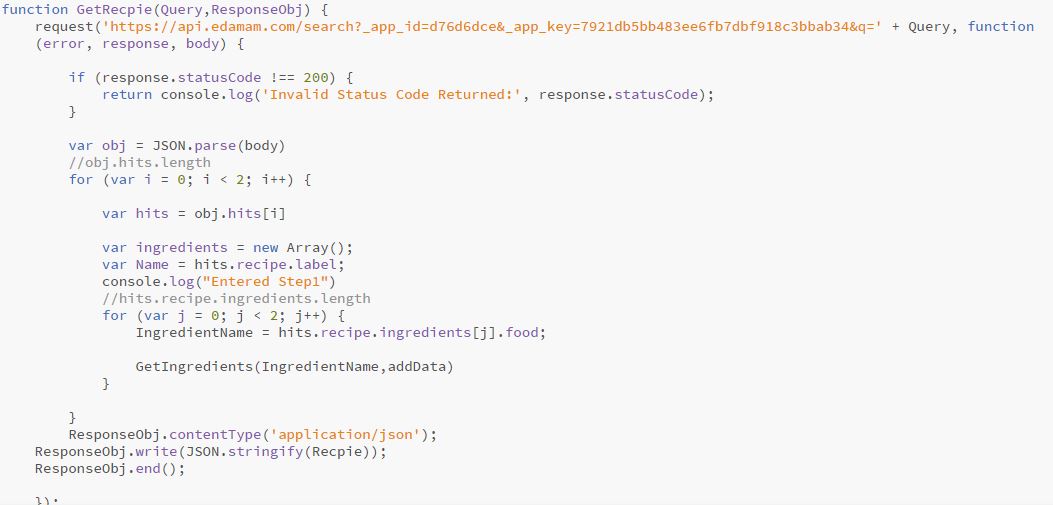 function GetRecpie(Query,ResponseObj) {
request('https://api.edamam.com/search?_app_id=d76d6dce&_app_key=7921db5bb483ee6fb7dbf918c3bbab34&q=' + Query, function
(error, response, body) {
if (response.statusCode !== 200) {
return console.log('Invalid Status Code Returned:', response.statusCode);
}
var obj = JSON.parse(body)
//obj.hits.length
for (var i = 0; i < 2; i++) {
var hits = obj.hits[i]
var ingredients = new Array();
var Name = hits.recipe.label;
console.log("Entered Step1")
//hits.recipe.ingredients.length
for (var j = 0; j < 2; j++) {
IngredientName = hits.recipe.ingredients[j].food;
GetIngredients(IngredientName,addData)
}
}
ResponseObj.contentType('application/json');
ResponseObj.write(JSON.stringify(Recpie));
ResponseObj.end();
});